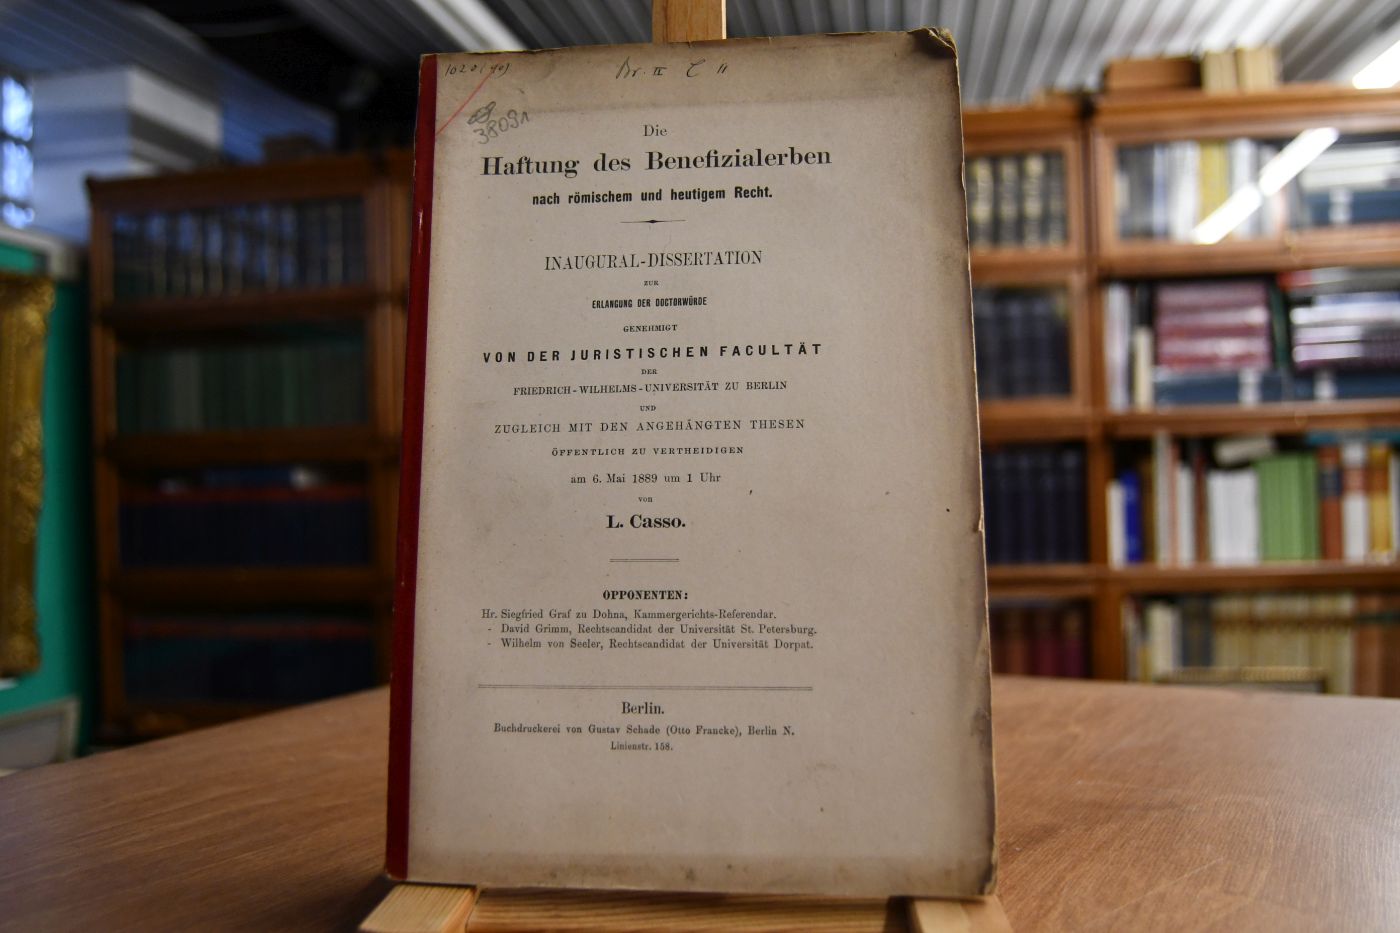 Br. II C
38091
Die
Haftung des Benefizialerben
nach römischem und heutigem Recht.
INAUGURAL-DISSERTATION
ZUR
ERLANGUNG DER DOCTORWÜRDE
GENEHMIGT
VON DER JURISTISCHEN FACULTÄT
DER
FRIEDRICH-WILHELMS-UNIVERSITÄT ZU BERLIN
UND
ZUGLEICH MIT DEN ANGEHÄNGTEN THESEN
ÖFFENTLICH ZU VERTHEIDIGEN
am 6. Mai 1889 um 1 Uhr
von
L. Casso.
OPPONENTEN:
Hr. Siegfried Graf zu Dohna, Kammergerichts-Referendar.
- David Grimm, Rechtscandidat der Universität St. Petersburg.
- Wilhelm von Seeler, Rechtscandidat der Universität Dorpat.
Berlin.
Buchdruckerei von Gustav Schade (Otto Francke), Berlin N.
Linienstr. 158.